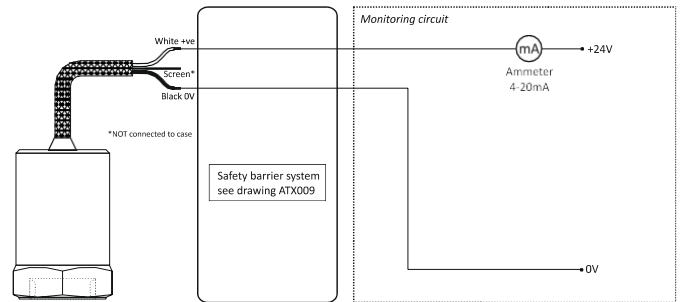 Monitoring circuit
White +ve
mA
+24V
Screen*
Ammeter
4-20mA
Black 0V
*NOT connected to case
Safety barrier system
see drawing ATX009
0V